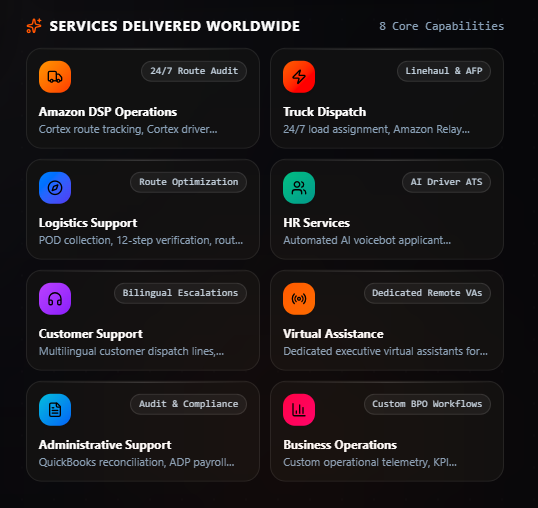 SERVICES DELIVERED WORLDWIDE
8 Core Capabilities
24/7 Route Audit
Amazon DSP Operations
Cortex route tracking, Cortex driver...
Linehaul & AFP
Truck Dispatch
24/7 load assignment, Amazon Relay...
Route Optimization
Logistics Support
POD collection, 12-step verification, rout...
AI Driver ATS
HR Services
Automated AI voicebot applicant...
Bilingual Escalations
Customer Support
Multilingual customer dispatch lines,...
Dedicated Remote VAs
Virtual Assistance
Dedicated executive virtual assistants for...
Audit & Compliance
Administrative Support
QuickBooks reconciliation, ADP payroll...
Custom BPO Workflows
Business Operations
Custom operational telemetry, KPI...